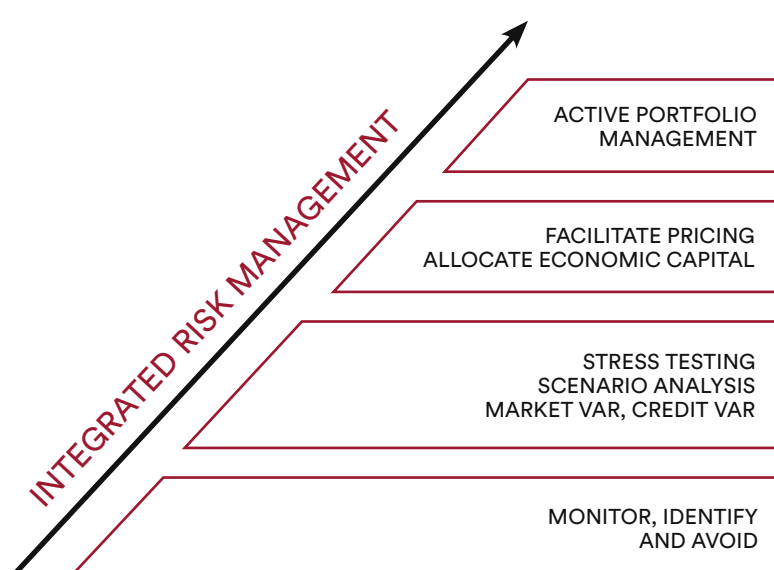 INTEGRATED RISK MANAGEMENT
ACTIVE PORTFOLIO
MANAGEMENT
FACILITATE PRICING
ALLOCATE ECONOMIC CAPITAL
STRESS TESTING
SCENARIO ANALYSIS
MARKET VAR, CREDIT VAR
MONITOR, IDENTIFY
AND AVOID